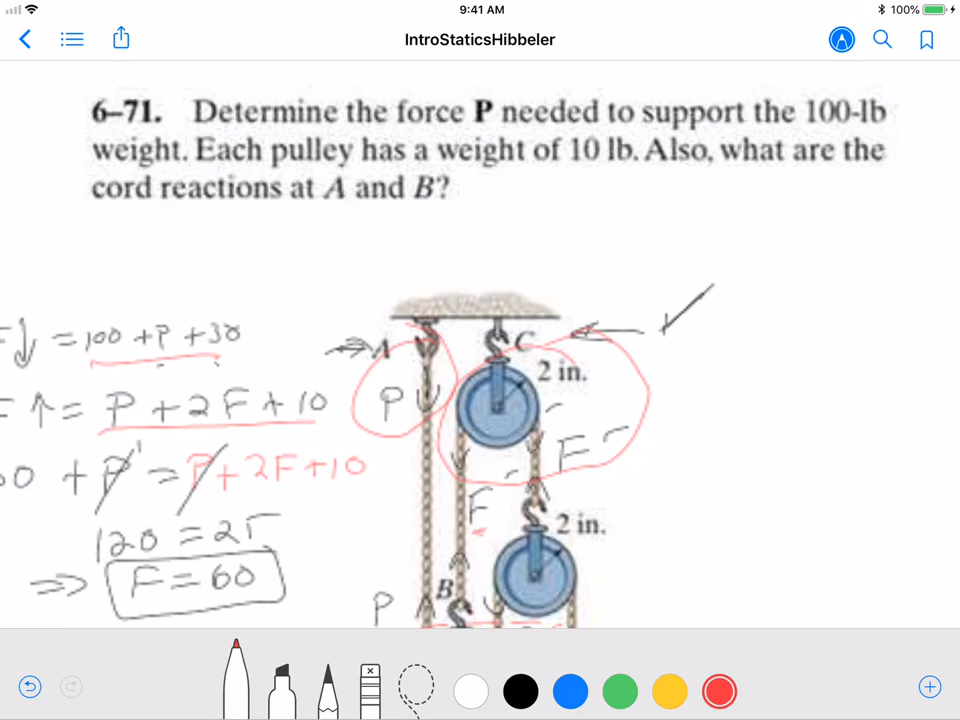 9:41 AM
100%
IntroStaticsHibbeler
6–71. Determine the force P needed to support the 100-lb
weight. Each pulley has a weight of 10 lb. Also, what are the
cord reactions at A and B?
↓ = 100 + P + 30
↑ = P + 2F + 10
0 + P = P + 2F + 10
120 = 2F
⇒ F = 60
A
C
2 in.
P
F
F
2 in.
B
P